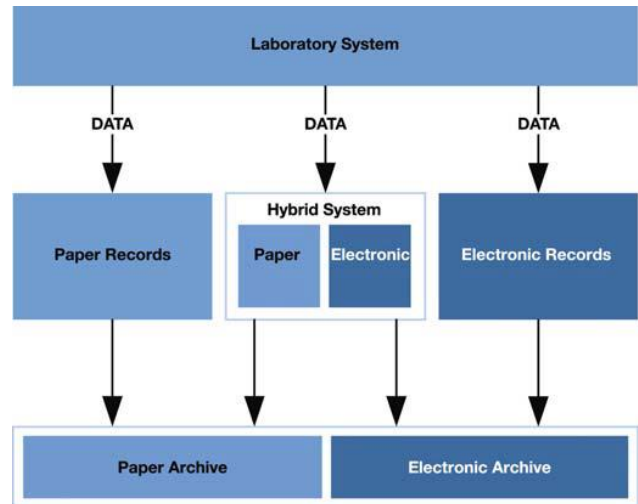 Laboratory System
DATA DATA DATA
Hybrid System
Paper Records Paper Electronic Electronic Records
Paper Archive Electronic Archive